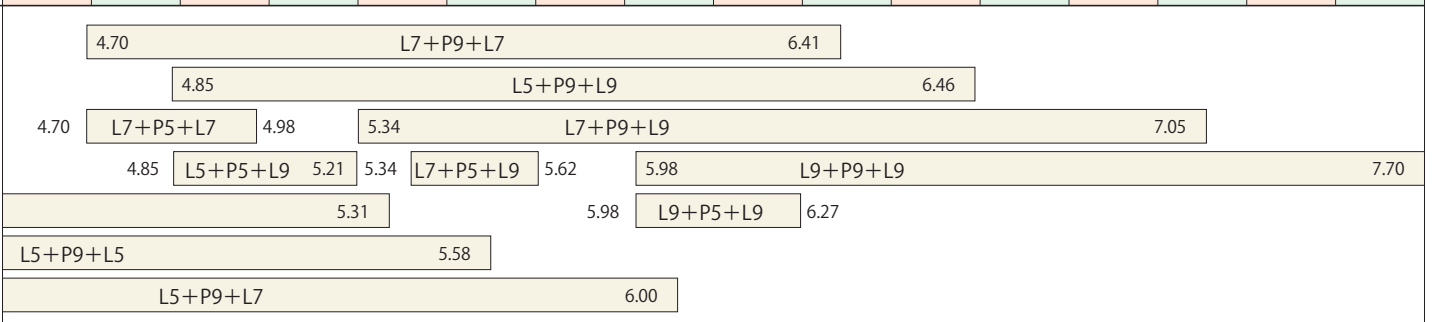 4.70 L7+P9+L7 6.41
4.85 L5+P9+L9 6.46
4.70 L7+P5+L7 4.98 5.34 L7+P9+L9 7.05
4.85 L5+P5+L9 5.21 5.34 L7+P5+L9 5.62 5.98 L9+P9+L9 7.70
5.31 5.98 L9+P5+L9 6.27
L5+P9+L5 5.58
L5+P9+L7 6.00